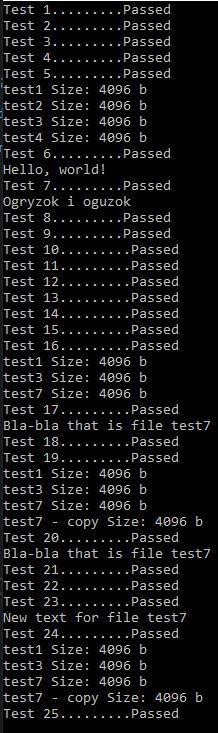 Test 1.........Passed
Test 2.........Passed
Test 3.........Passed
Test 4.........Passed
Test 5.........Passed
test1 Size: 4096 b
test2 Size: 4096 b
test3 Size: 4096 b
test4 Size: 4096 b
Test 6.........Passed
Hello, world!
Test 7.........Passed
Ogryzok i oguzok
Test 8.........Passed
Test 9.........Passed
Test 10.........Passed
Test 11.........Passed
Test 12.........Passed
Test 13.........Passed
Test 14.........Passed
Test 15.........Passed
Test 16.........Passed
test1 Size: 4096 b
test3 Size: 4096 b
test7 Size: 4096 b
Test 17.........Passed
Bla-bla that is file test7
Test 18.........Passed
Test 19.........Passed
test1 Size: 4096 b
test3 Size: 4096 b
test7 Size: 4096 b
test7 - copy Size: 4096 b
Test 20.........Passed
Bla-bla that is file test7
Test 21.........Passed
Test 22.........Passed
Test 23.........Passed
New text for file test7
Test 24.........Passed
test1 Size: 4096 b
test3 Size: 4096 b
test7 Size: 4096 b
test7 - copy Size: 4096 b
Test 25.........Passed